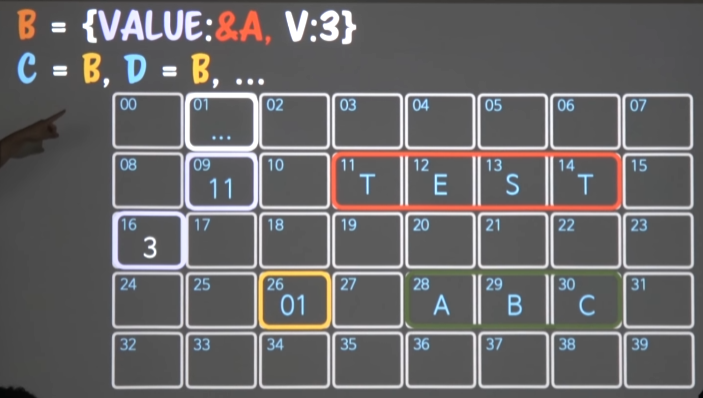 B = {VALUE:&A, V:3}
C = B, D = B, ...
00 01 02 03 04 05 06 07
...
08 09 10 11 12 13 14 15
11 T E S T
16 17 18 19 20 21 22 23
3
24 25 26 27 28 29 30 31
01 A B C
32 33 34 35 36 37 38 39